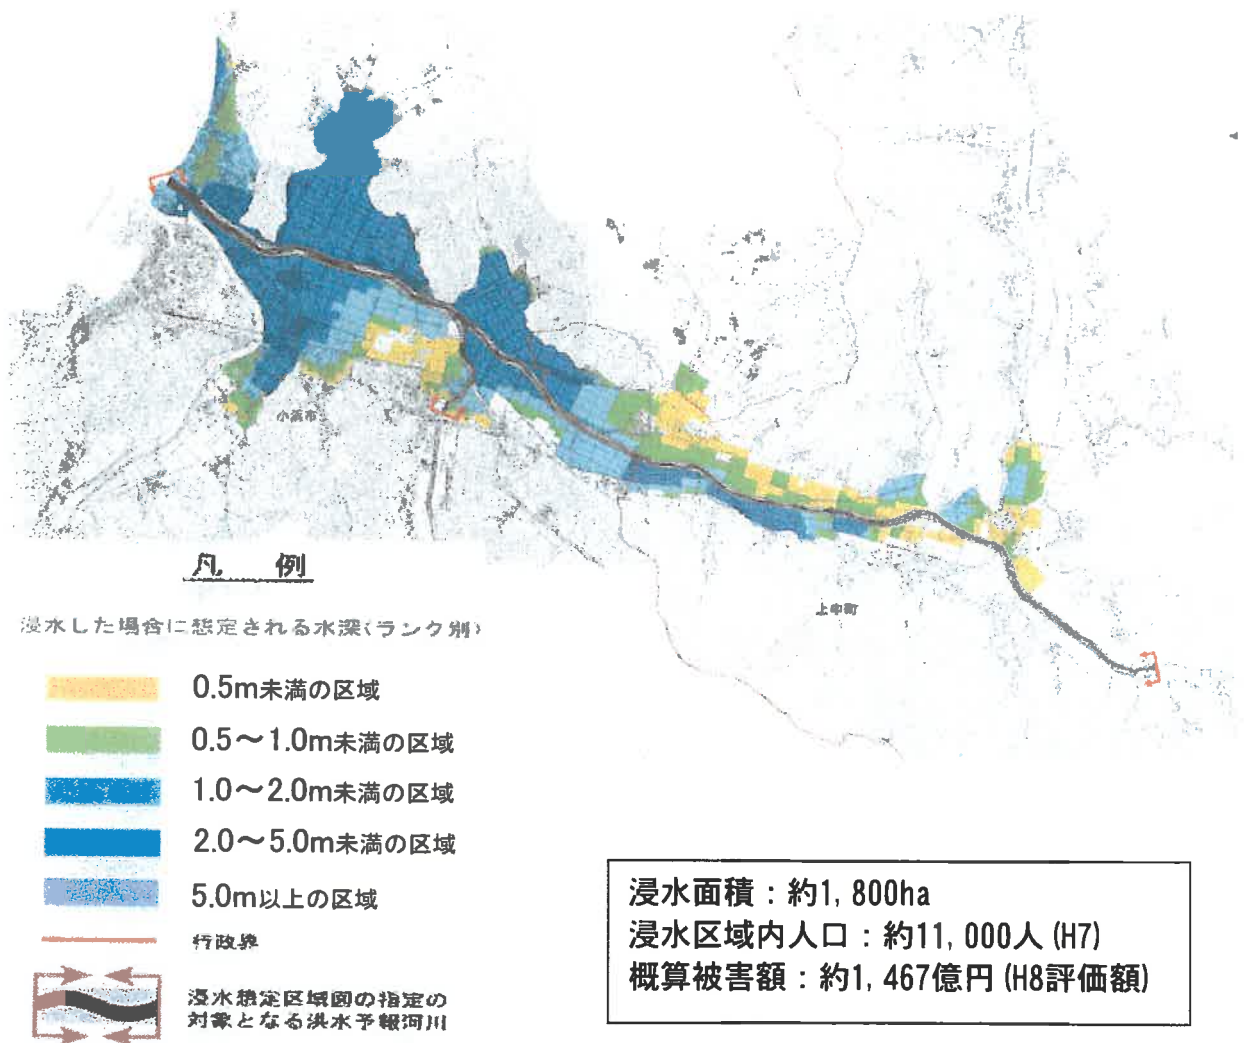 小浜市
上中町
凡 例
浸水した場合に想定される水深(ランク別)
0.5m未満の区域
0.5～1.0m未満の区域
1.0～2.0m未満の区域
2.0～5.0m未満の区域
5.0m以上の区域
行政界
浸水想定区域図の指定の
対象となる洪水予報河川
浸水面積：約1,800ha
浸水区域内人口：約11,000人(H7)
概算被害額：約1,467億円(H8評価額)